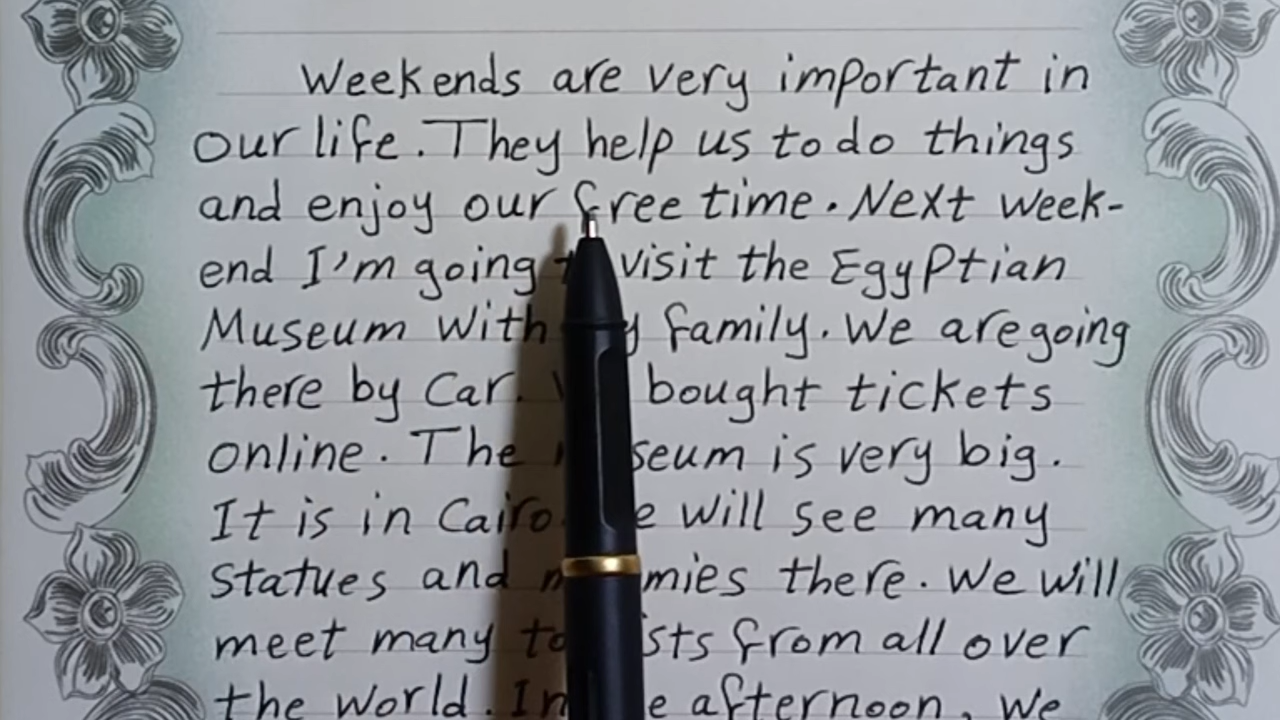 Weekends are very important in
our life. They help us to do things
and enjoy our free time. Next week-
end I'm going visit the Egyptian
Museum with family. We are going
there by Car. bought tickets
online. The is very big.
It is in Cairo. will see many
Statues and there. We will
meet many from all over
the world. In afternoon, we